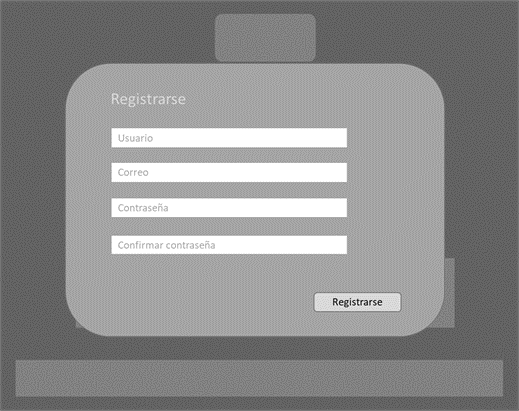 Registrarse
Usuario
Correo
Contraseña
Confirmar contraseña
Registrarse